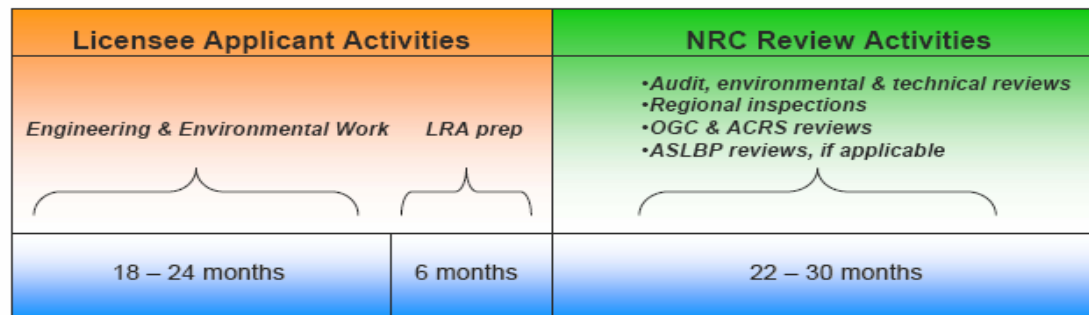 Licensee Applicant Activities
NRC Review Activities
Engineering & Environmental Work
LRA prep
•Audit, environmental & technical reviews
•Regional inspections
•OGC & ACRS reviews
•ASLBP reviews, if applicable
18 – 24 months
6 months
22 – 30 months